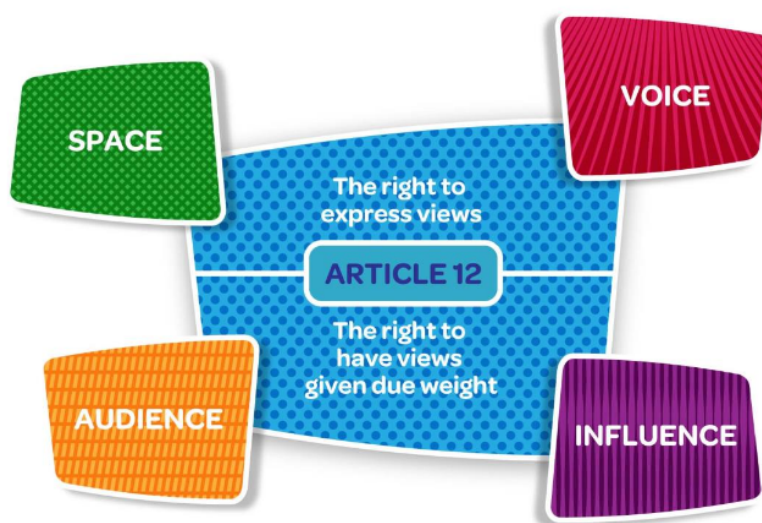 SPACE
VOICE
The right to
express views
ARTICLE 12
The right to
have views
given due weight
AUDIENCE
INFLUENCE